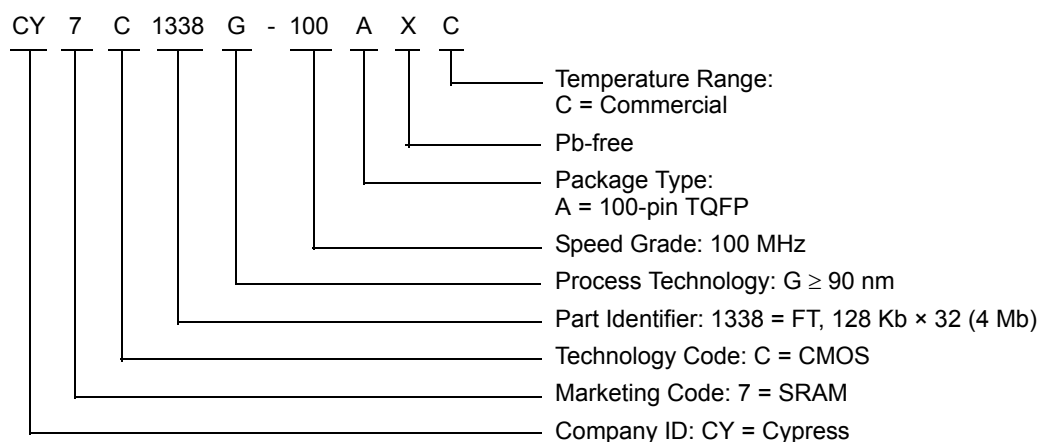 CY 7 C 1338 G - 100 A X C
Temperature Range:
C = Commercial
Pb-free
Package Type:
A = 100-pin TQFP
Speed Grade: 100 MHz
Process Technology: G ≥ 90 nm
Part Identifier: 1338 = FT, 128 Kb × 32 (4 Mb)
Technology Code: C = CMOS
Marketing Code: 7 = SRAM
Company ID: CY = Cypress